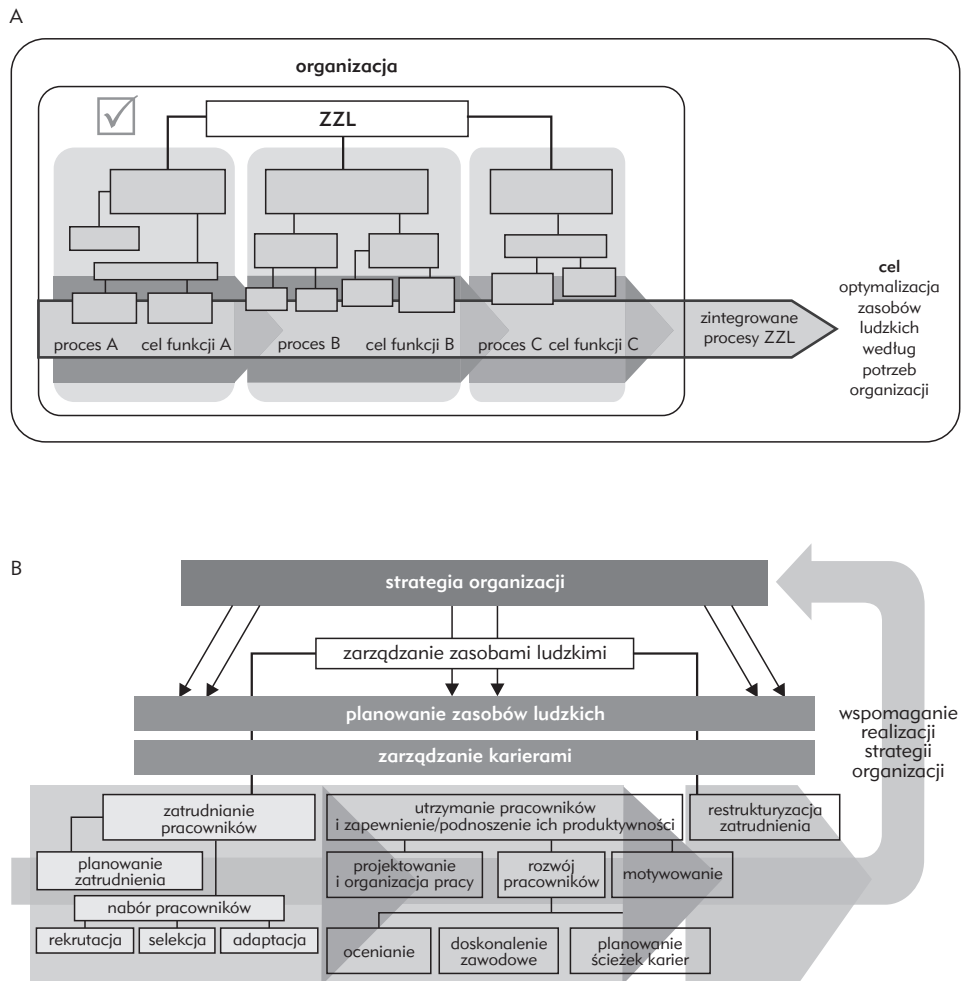 A
organizacja
ZZL
proces A
cel funkcji A
proces B
cel funkcji B
proces C
cel funkcji C
zintegrowane
procesy ZZL
cel
optymalizacja
zasobów
ludzkich
według
potrzeb
organizacji
B
strategia organizacji
zarządzanie zasobami ludzkimi
planowanie zasobów ludzkich
zarządzanie karierami
wspomaganie
realizacji
strategii
organizacji
zatrudnianie
pracowników
planowanie
zatrudnienia
nabór pracowników
rekrutacja
selekcja
adaptacja
utrzymanie pracowników
i zapewnienie/podnoszenie ich produktywności
projektowanie
i organizacja pracy
rozwój
pracowników
motywowanie
ocenianie
doskonalenie
zawodowe
planowanie
ścieżek karier
restrukturyzacja
zatrudnienia